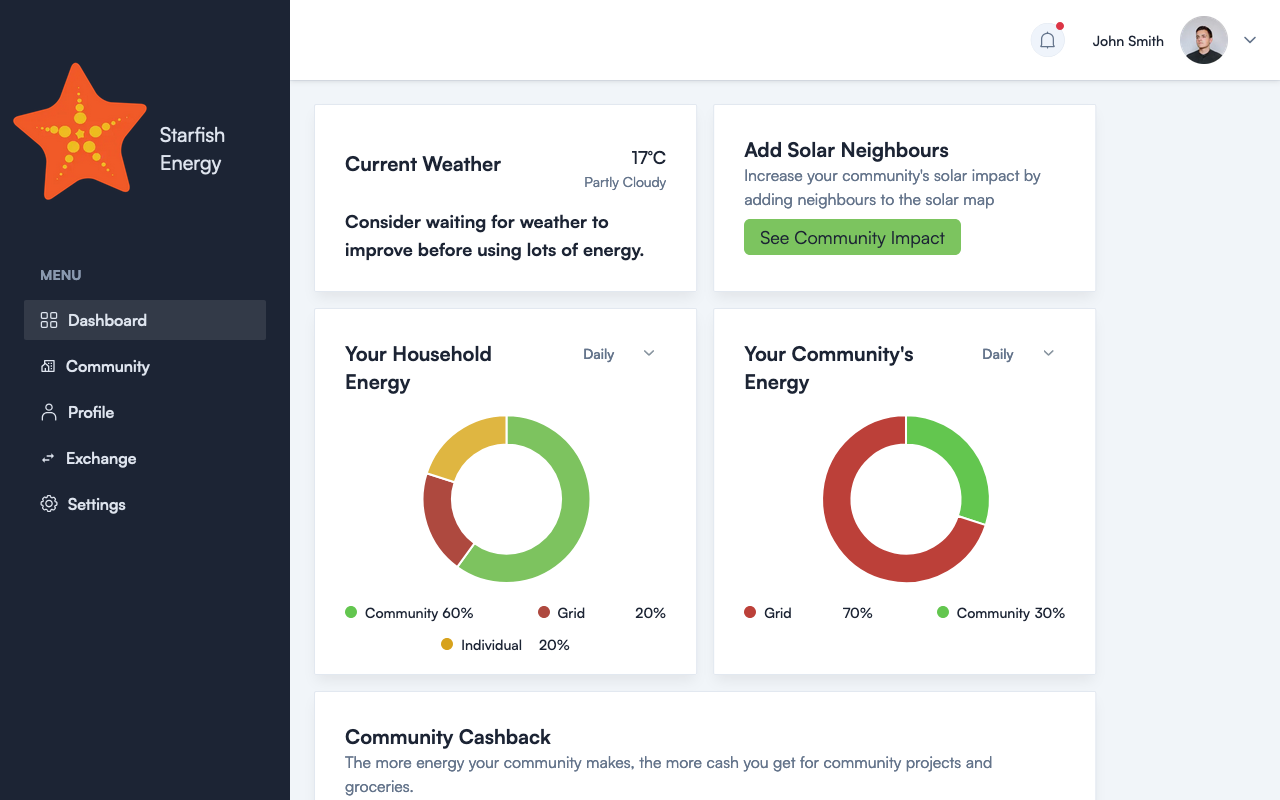 Starfish
Energy
MENU
Dashboard
Community
Profile
Exchange
Settings
John Smith
Current Weather
17°C
Partly Cloudy
Consider waiting for weather to
improve before using lots of energy.
Add Solar Neighbours
Increase your community's solar impact by
adding neighbours to the solar map
See Community Impact
Your Household
Energy
Daily
Community 60%
Grid 20%
Individual 20%
Your Community's
Energy
Daily
Grid 70%
Community 30%
Community Cashback
The more energy your community makes, the more cash you get for community projects and
groceries.